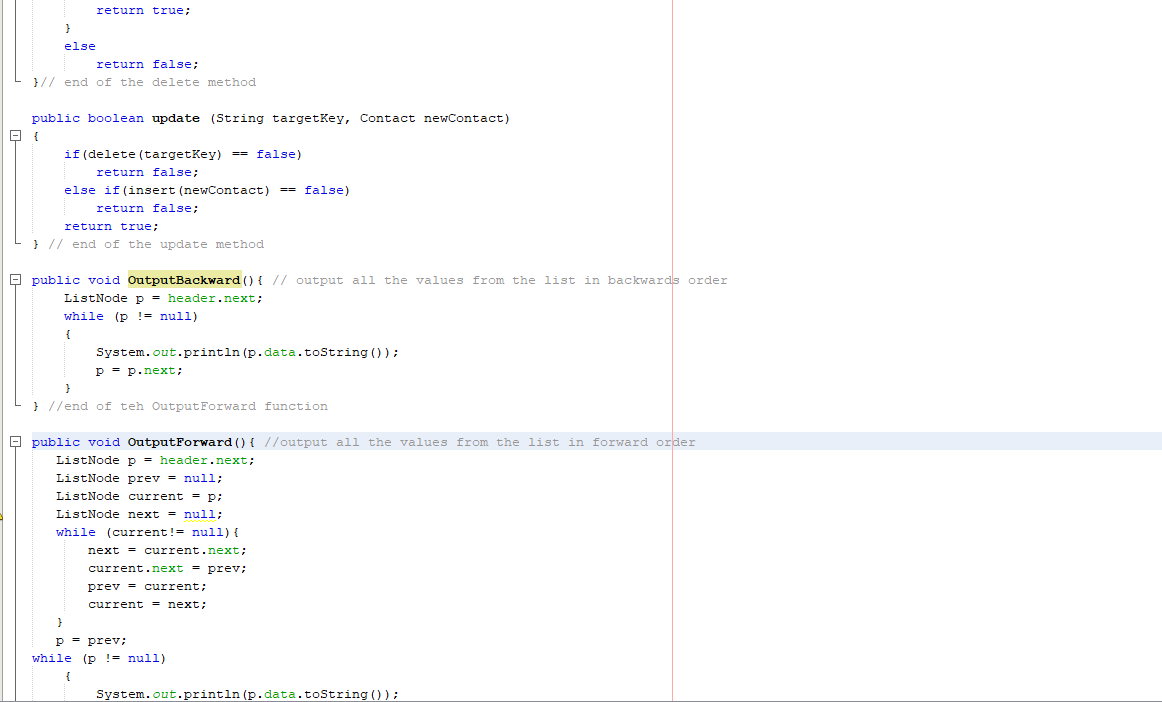 return true;
}
else
return false;
}// end of the delete method
public boolean update (String targetKey, Contact newContact)
{
if(delete(targetKey) == false)
return false;
else if(insert(newContact) == false)
return false;
return true;
} // end of the update method
public void OutputBackward(){ // output all the values from the list in backwards order
ListNode p = header.next;
while (p != null)
{
System.out.println(p.data.toString());
p = p.next;
}
} //end of teh OutputForward function
public void OutputForward(){ //output all the values from the list in forward order
ListNode p = header.next;
ListNode prev = null;
ListNode current = p;
ListNode next = null;
while (current!= null){
next = current.next;
current.next = prev;
prev = current;
current = next;
}
p = prev;
while (p != null)
{
System.out.println(p.data.toString());